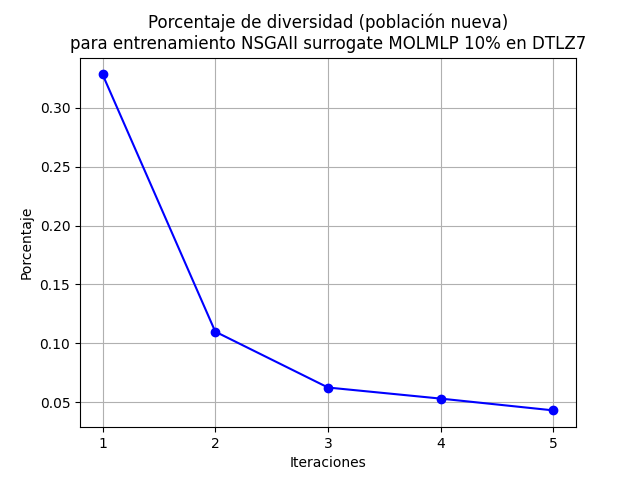 Porcentaje de diversidad (población nueva)
para entrenamiento NSGAII surrogate MOLMLP 10% en DTLZ7
Porcentaje
0.30
0.25
0.20
0.15
0.10
0.05
1 2 3 4 5
Iteraciones